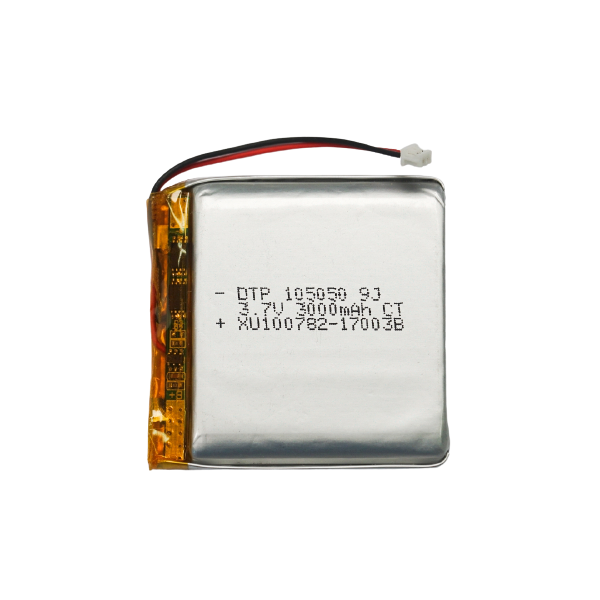 - DTP 105050 9J
3.7V 3000mAh CT
+ XU100782-17003B